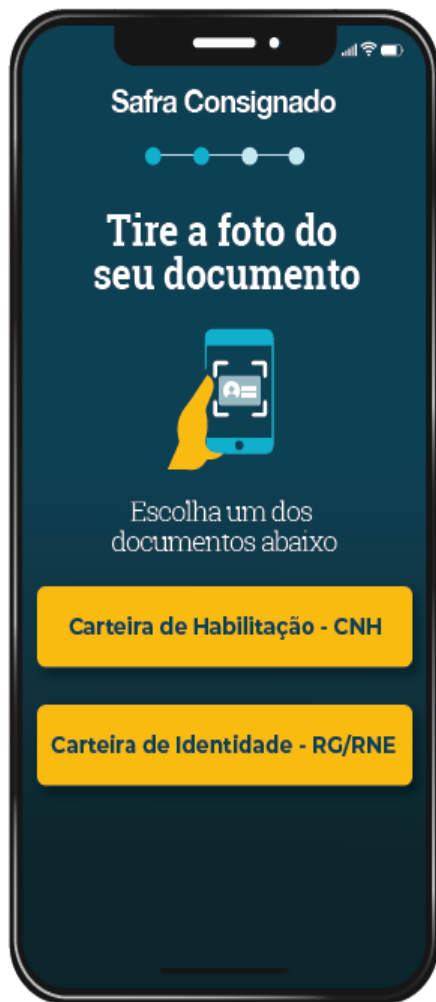 Safra Consignado
Tire a foto do
seu documento
Escolha um dos
documentos abaixo
Carteira de Habilitação - CNH
Carteira de Identidade - RG/RNE